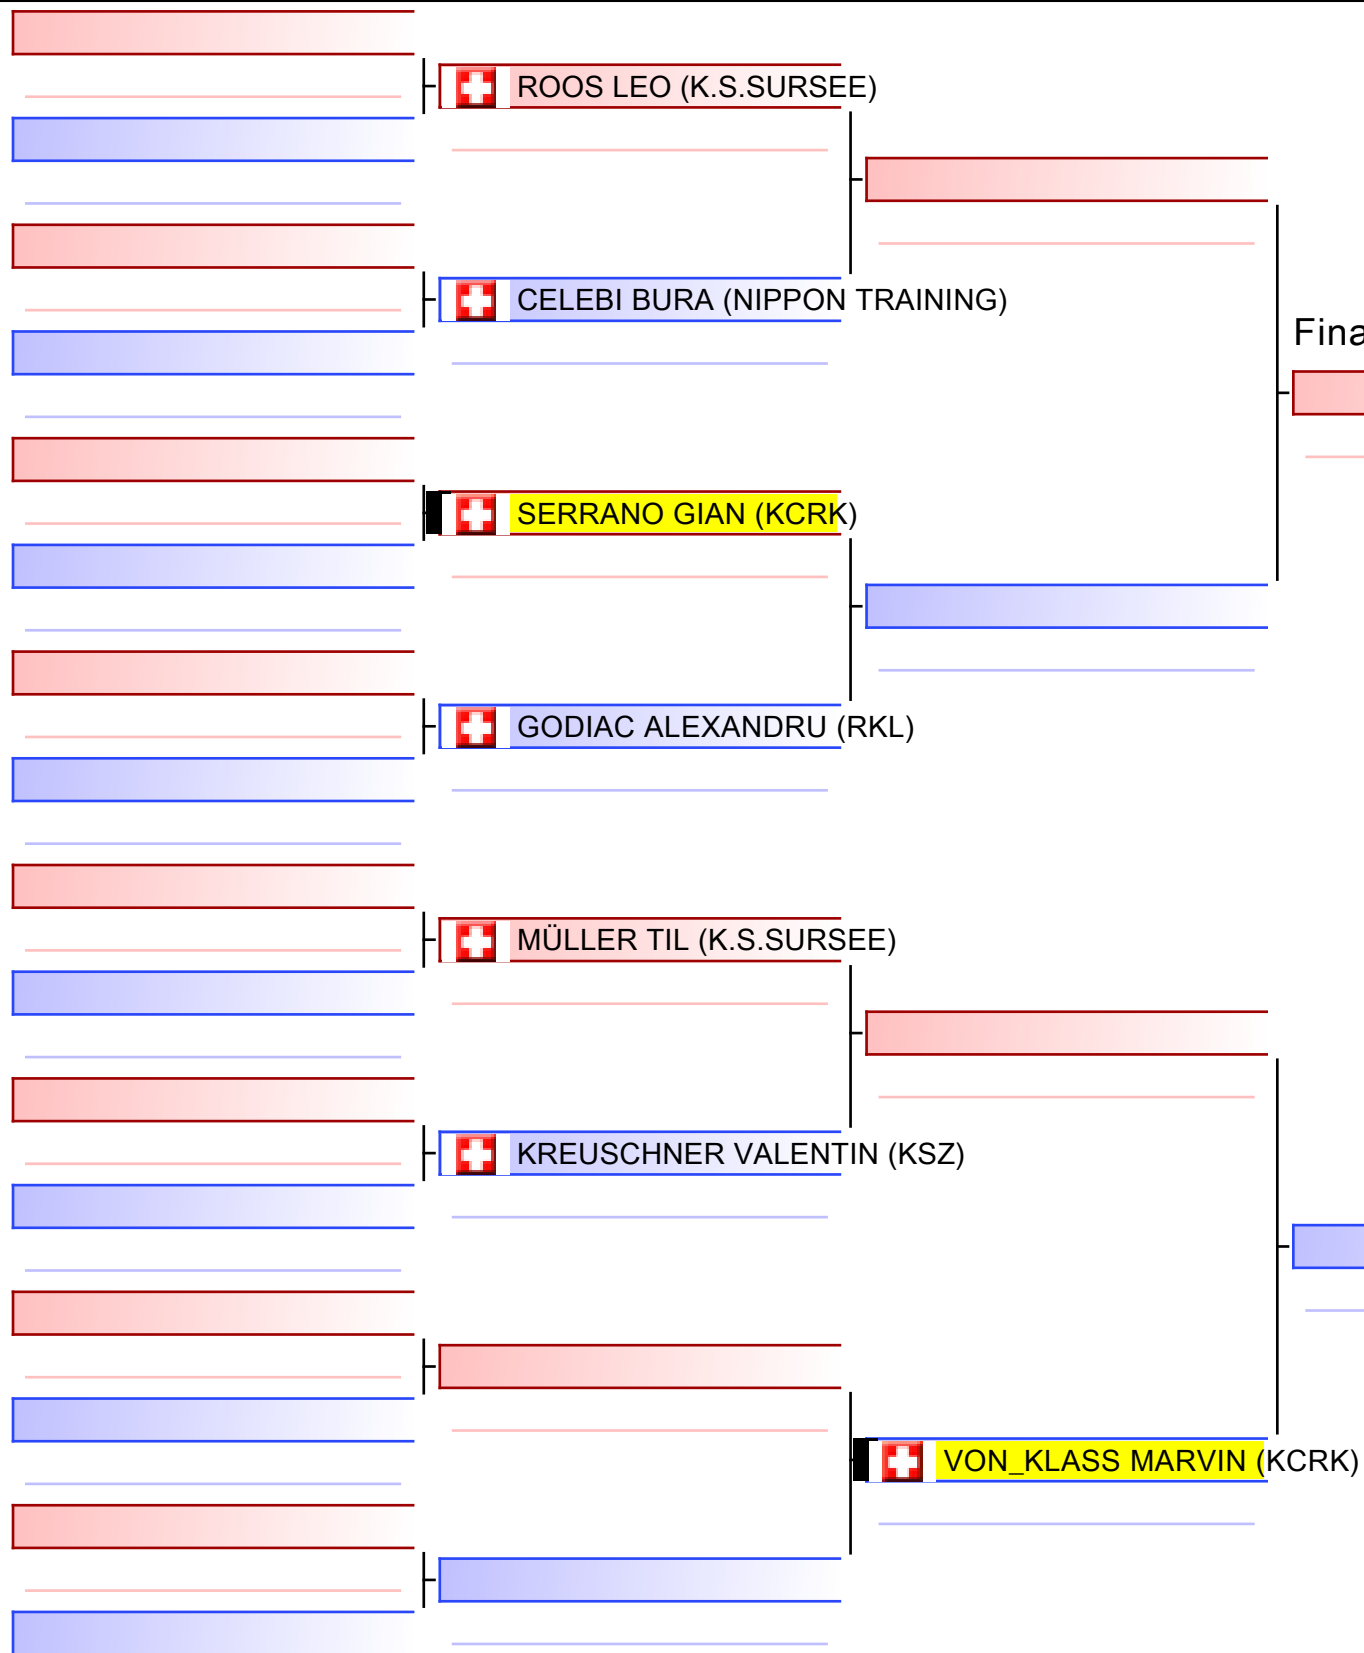 ROOS LEO (K.S.SURSEE)
CELEBI BURA (NIPPON TRAINING)
Fina
SERRANO GIAN (KCRK)
GODIAC ALEXANDRU (RKL)
MÜLLER TIL (K.S.SURSEE)
KREUSCHNER VALENTIN (KSZ)
VON_KLASS MARVIN (KCRK)